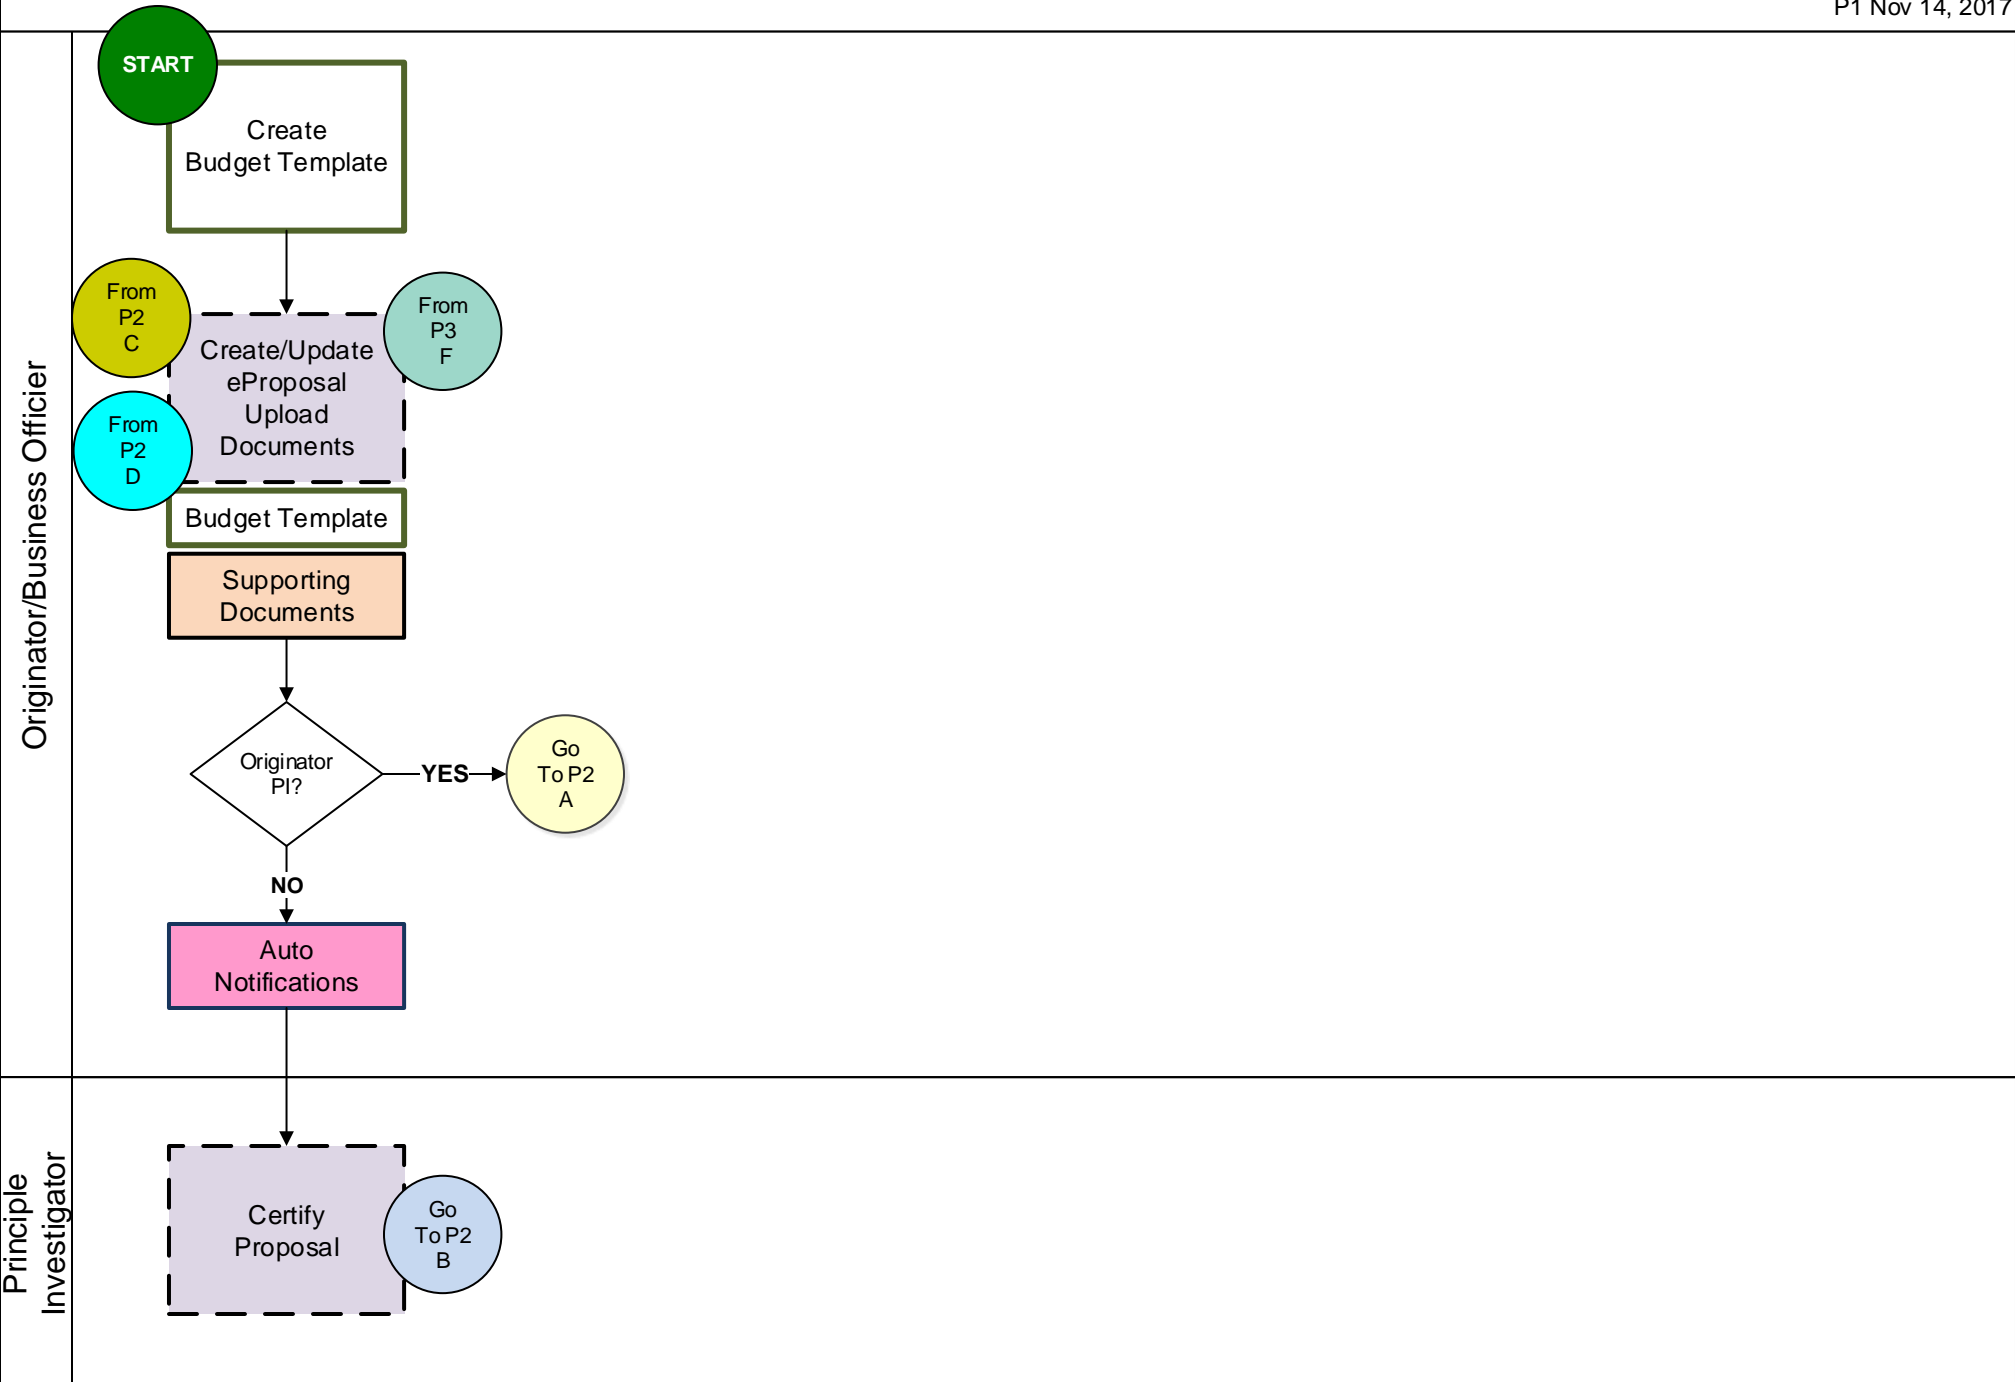 P1 Nov 14, 2017
START
Create
Budget Template
From
P2
C
From
P3
F
Create/Update
eProposal
Upload
Documents
From
P2
D
Budget Template
Supporting
Documents
Originator
PI?
YES
Go
To P2
A
NO
Auto
Notifications
Originator/Business Officier
Certify
Proposal
Go
To P2
B
Principle
Investigator